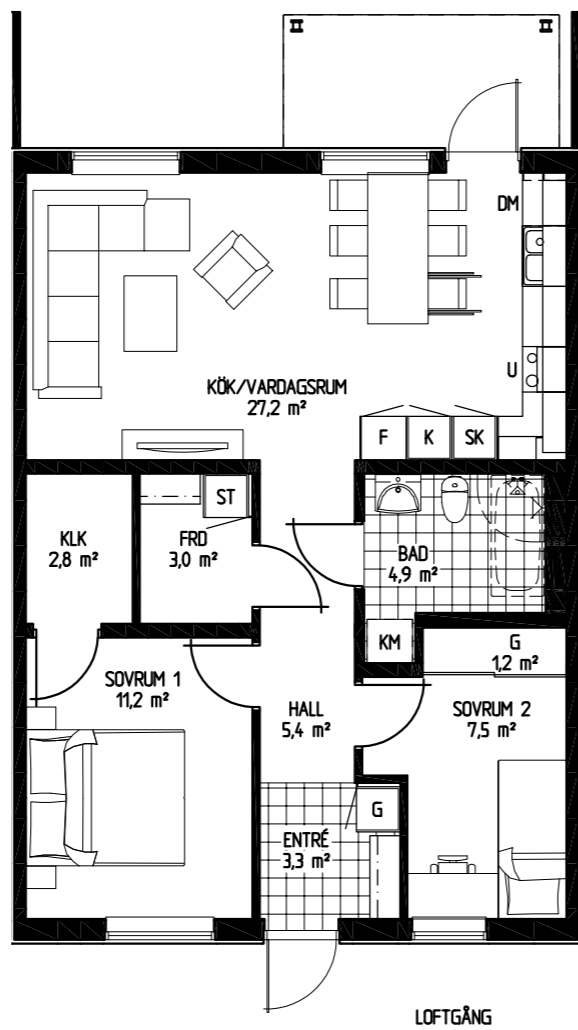 DM
U
KÖK/VARDAGSRUM
27,2 m²
F
K
SK
ST
KLK
2,8 m²
FRD
3,0 m²
BAD
4,9 m²
KM
G
1,2 m²
SOVRUM 1
11,2 m²
HALL
5,4 m²
SOVRUM 2
7,5 m²
G
ENTRÉ
3,3 m²
LOFTGÅNG